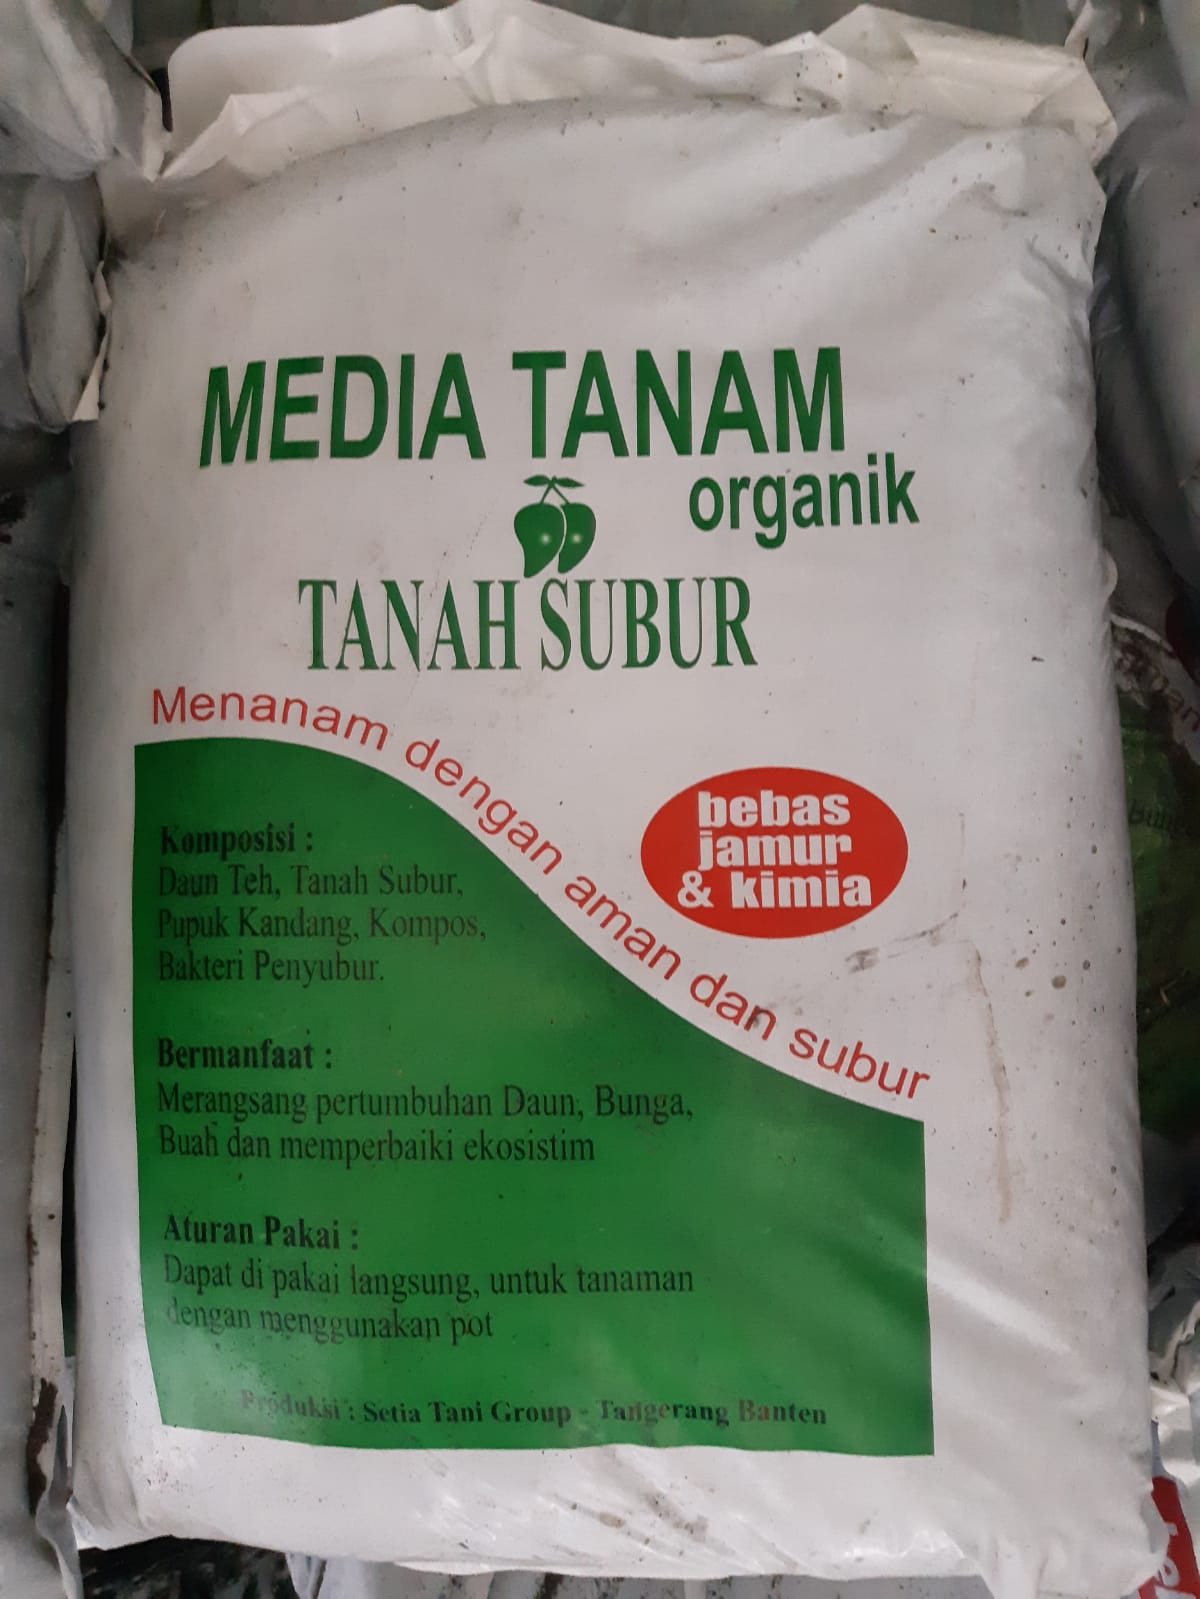 MEDIA TANAM
organik
TANAH SUBUR
Menanam dengan aman dan subur
bebas
jamur
& kimia
Komposisi :
Daun Teh, Tanah Subur,
Pupuk Kandang, Kompos,
Bakteri Penyubur.
Bermanfaat :
Merangsang pertumbuhan Daun, Bunga,
Buah dan memperbaiki ekosistim
Aturan Pakai :
Dapat di pakai langsung, untuk tanaman
dengan menggunakan pot
Produksi : Setia Tani Group - Tangerang Banten